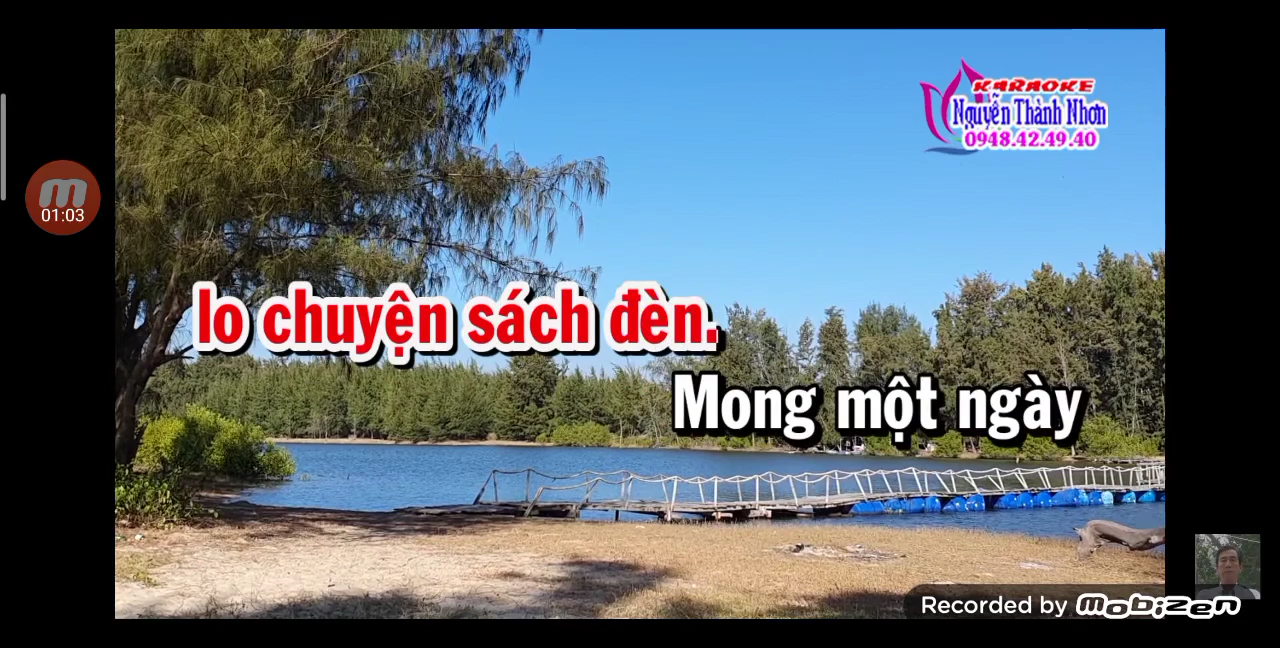 KARAOKE
Nguyễn Thành Nhơn
0948.42.49.40
01:03
lo chuyện sách đèn.
Mong một ngày
Recorded by mobizen